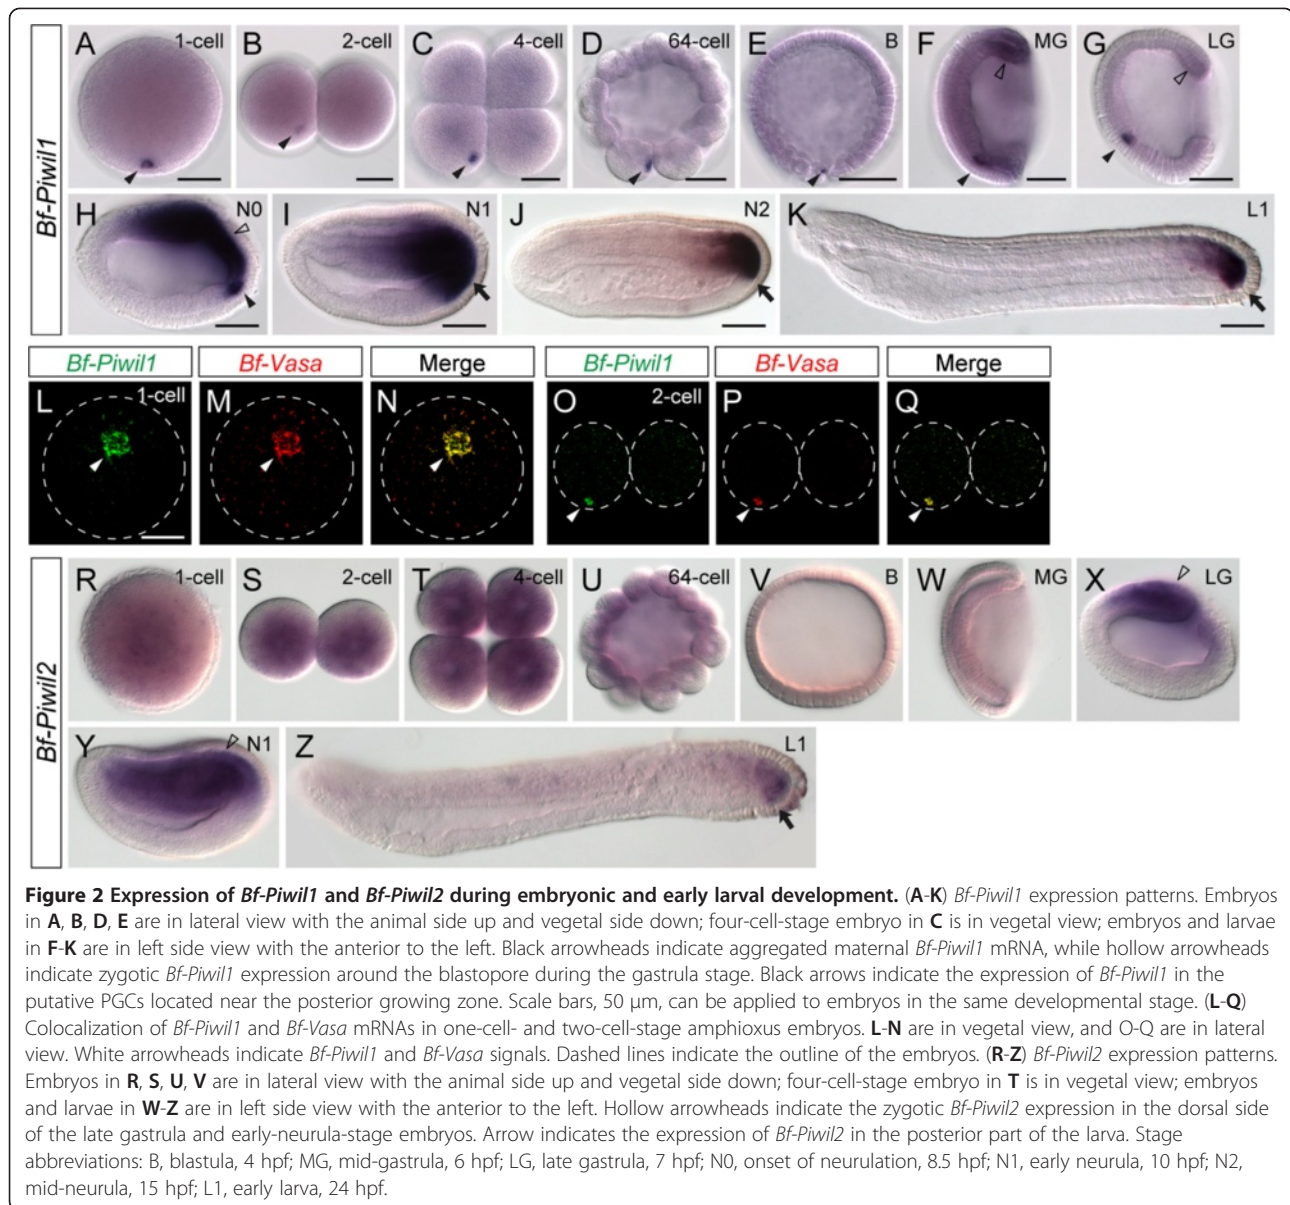 Bf-Piwil1
A 1-cell
B 2-cell
C 4-cell
D 64-cell
E B
F MG
G LG
H N0
I N1
J N2
K L1
Bf-Piwil1 Bf-Vasa Merge Bf-Piwil1 Bf-Vasa Merge
L 1-cell
M
N
O 2-cell
P
Q
Bf-Piwil2
R 1-cell
S 2-cell
T 4-cell
U 64-cell
V B
W MG
X LG
Y N1
Z L1
Figure 2 Expression of Bf-Piwil1 and Bf-Piwil2 during embryonic and early larval development. (A-K) Bf-Piwil1 expression patterns. Embryos
in A, B, D, E are in lateral view with the animal side up and vegetal side down; four-cell-stage embryo in C is in vegetal view; embryos and larvae
in F-K are in left side view with the anterior to the left. Black arrowheads indicate aggregated maternal Bf-Piwil1 mRNA, while hollow arrowheads
indicate zygotic Bf-Piwil1 expression around the blastopore during the gastrula stage. Black arrows indicate the expression of Bf-Piwil1 in the
putative PGCs located near the posterior growing zone. Scale bars, 50 μm, can be applied to embryos in the same developmental stage. (L-Q)
Colocalization of Bf-Piwil1 and Bf-Vasa mRNAs in one-cell- and two-cell-stage amphioxus embryos. L-N are in vegetal view, and O-Q are in lateral
view. White arrowheads indicate Bf-Piwil1 and Bf-Vasa signals. Dashed lines indicate the outline of the embryos. (R-Z) Bf-Piwil2 expression patterns.
Embryos in R, S, U, V are in lateral view with the animal side up and vegetal side down; four-cell-stage embryo in T is in vegetal view; embryos
and larvae in W-Z are in left side view with the anterior to the left. Hollow arrowheads indicate the zygotic Bf-Piwil2 expression in the dorsal side
of the late gastrula and early-neurula-stage embryos. Arrow indicates the expression of Bf-Piwil2 in the posterior part of the larva. Stage
abbreviations: B, blastula, 4 hpf; MG, mid-gastrula, 6 hpf; LG, late gastrula, 7 hpf; N0, onset of neurulation, 8.5 hpf; N1, early neurula, 10 hpf; N2,
mid-neurula, 15 hpf; L1, early larva, 24 hpf.